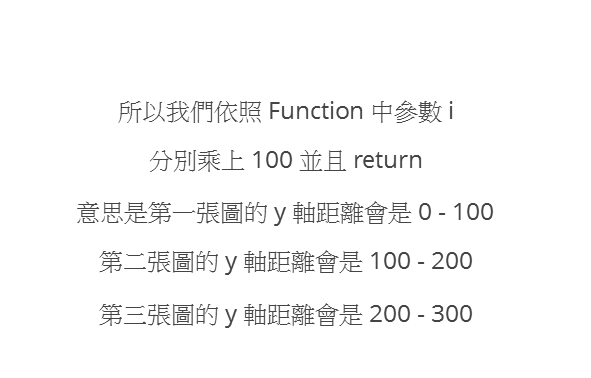 所以我們依照 Function 中參數 i
分別乘上 100 並且 return
意思是第一張圖的 y 軸距離會是 0 - 100
第二張圖的 y 軸距離會是 100 - 200
第三張圖的 y 軸距離會是 200 - 300